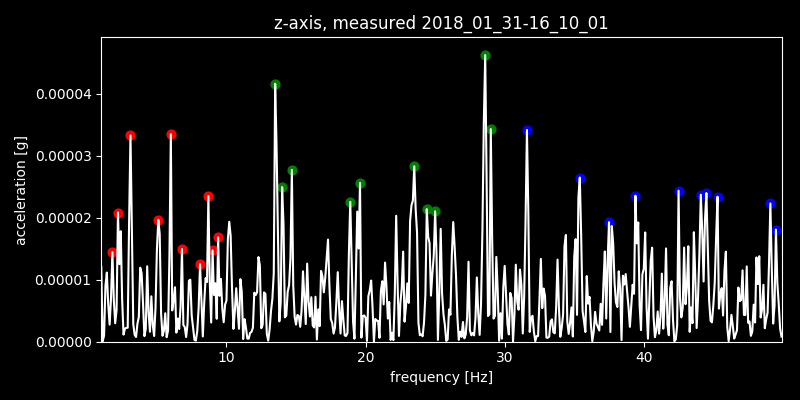 z-axis, measured 2018_01_31-16_10_01
0.00004
0.00003
0.00002
0.00001
0.00000
acceleration [g]
10 20 30 40
frequency [Hz]